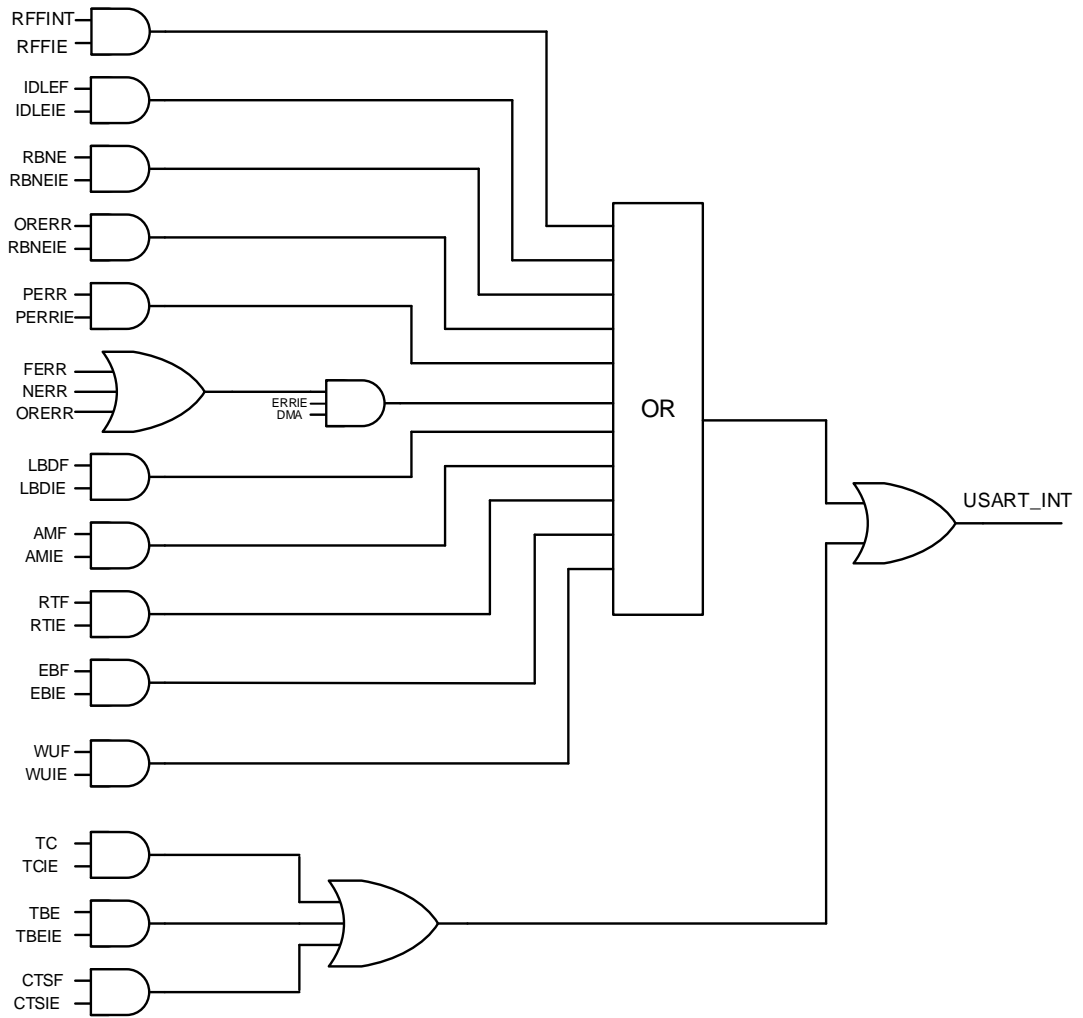 RFFINT
RFFIE
IDLEF
IDLEIE
RBNE
RBNEIE
ORERR
RBNEIE
PERR
PERRIE
FERR
NERR
ORERR
ERRIE
DMA
OR
LBDF
LBDIE
USART_INT
AMF
AMIE
RTF
RTIE
EBF
EBIE
WUF
WUIE
TC
TCIE
TBE
TBEIE
CTSF
CTSIE